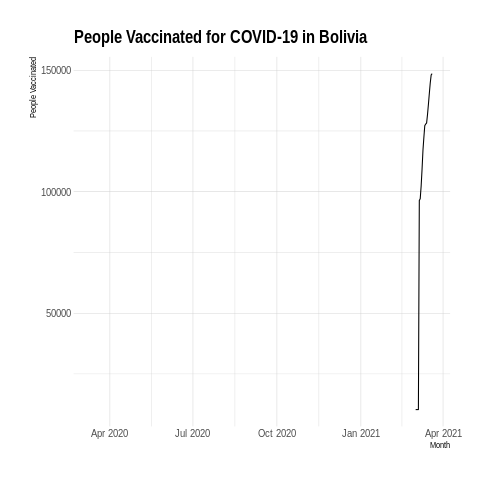 People Vaccinated for COVID-19 in Bolivia
People Vaccinated
150000
100000
50000
Apr 2020 Jul 2020 Oct 2020 Jan 2021 Apr 2021
Month